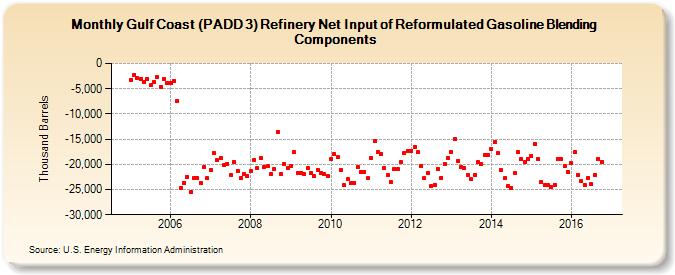 Monthly Gulf Coast (PADD 3) Refinery Net Input of Reformulated Gasoline Blending
Components
Thousand Barrels
0
-5,000
-10,000
-15,000
-20,000
-25,000
-30,000
2006 2008 2010 2012 2014 2016
Source: U.S. Energy Information Administration